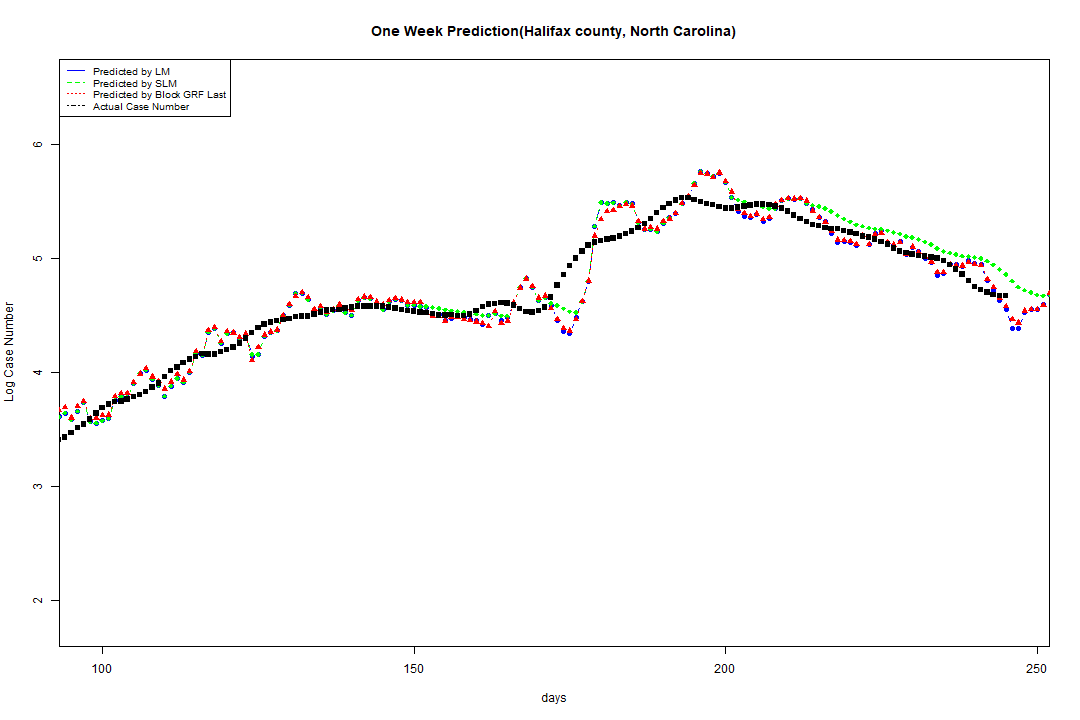 One Week Prediction(Halifax county, North Carolina)
Predicted by LM
Predicted by SLM
Predicted by Block GRF Last
Actual Case Number
Log Case Number
6
5
4
3
2
100
150
200
250
days